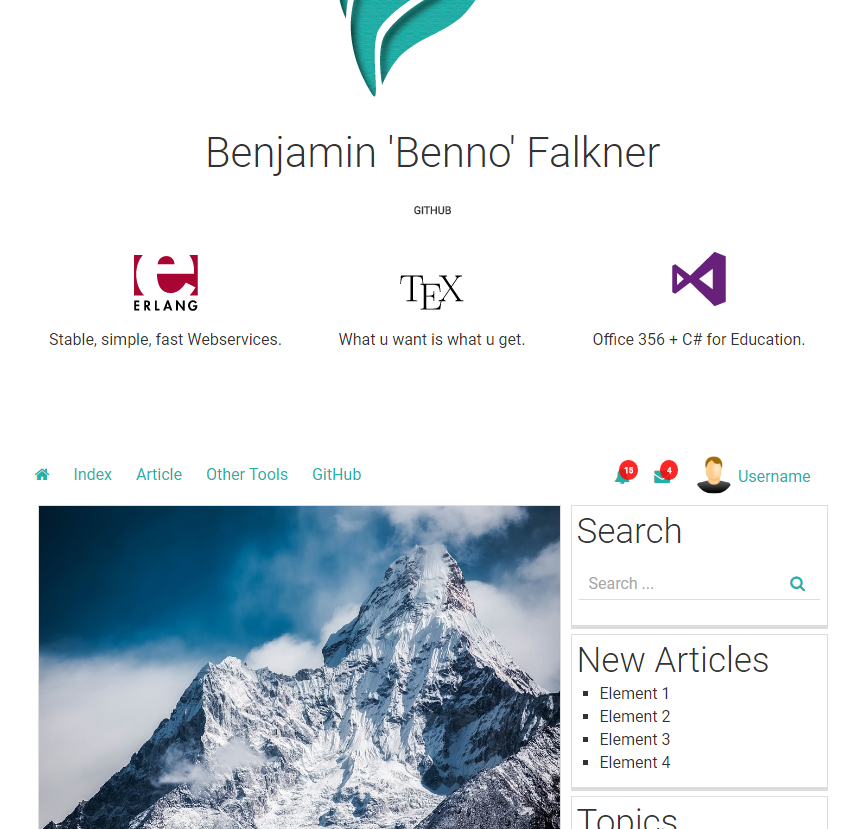 Benjamin 'Benno' Falkner
GITHUB
ERLANG
TEX
Stable, simple, fast Webservices.
What u want is what u get.
Office 356 + C# for Education.
Index Article Other Tools GitHub
15
4
Username
Search
Search ...
New Articles
Element 1
Element 2
Element 3
Element 4
Topics